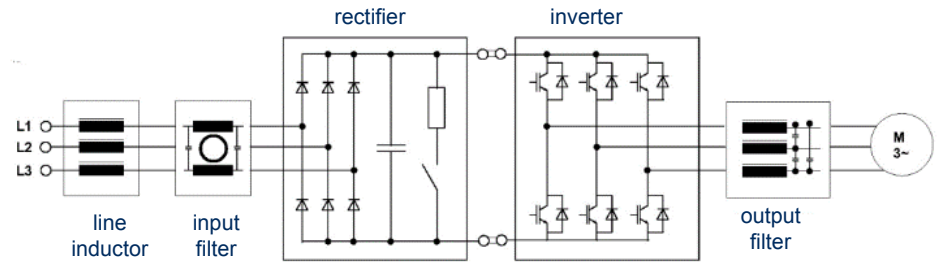 rectifier
inverter
L1
L2
L3
M
3~
line
inductor
input
filter
output
filter